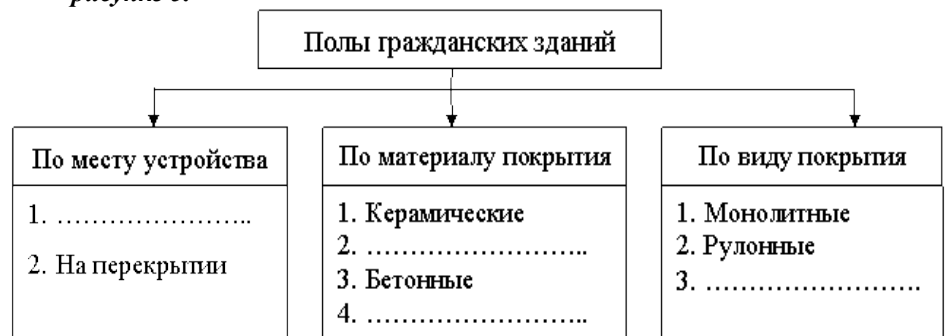 рисунке 3.
Полы гражданских зданий
По месту устройства
1. …………………..
2. На перекрытии
По материалу покрытия
1. Керамические
2. …………………..
3. Бетонные
4. …………………..
По виду покрытия
1. Монолитные
2. Рулонные
3. …………………..